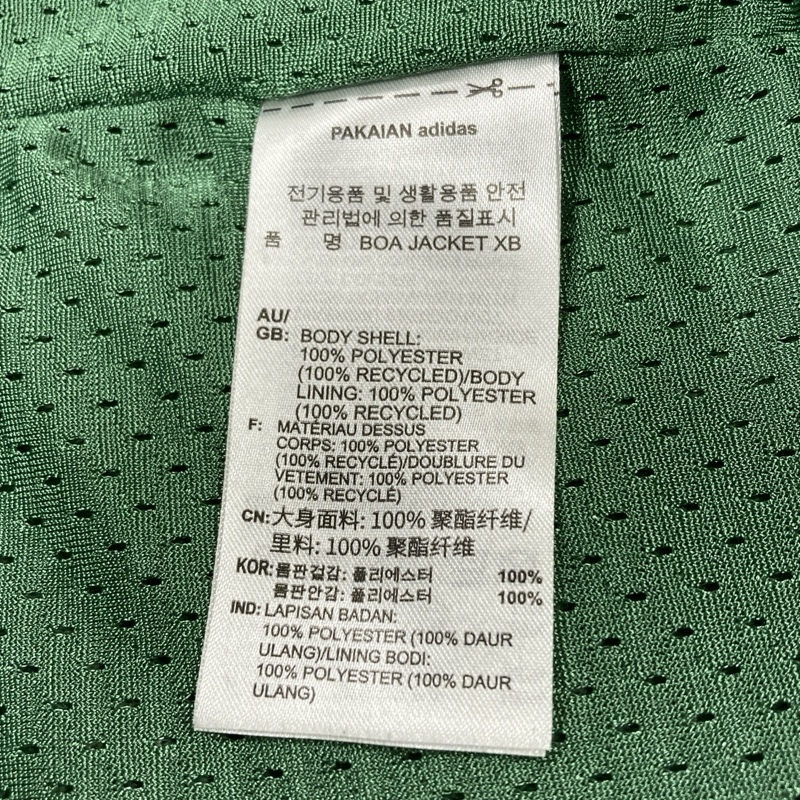 PAKAIAN adidas
전기용품 및 생활용품 안전
관리법에 의한 품질표시
품 명 BOA JACKET XB
AU/
GB: BODY SHELL:
100% POLYESTER
(100% RECYCLED)/BODY
LINING: 100% POLYESTER
(100% RECYCLED)
F: MATÉRIAU DESSUS
CORPS: 100% POLYESTER
(100% RECYCLÉ)/DOUBLURE DU
VETEMENT: 100% POLYESTER
(100% RECYCLÉ)
CN: 大身面料: 100% 聚酯纤维/
里料: 100% 聚酯纤维
KOR: 몸판겉감: 폴리에스터 100%
몸판안감: 폴리에스터 100%
IND: LAPISAN BADAN:
100% POLYESTER (100% DAUR
ULANG)/LINING BODI:
100% POLYESTER (100% DAUR
ULANG)